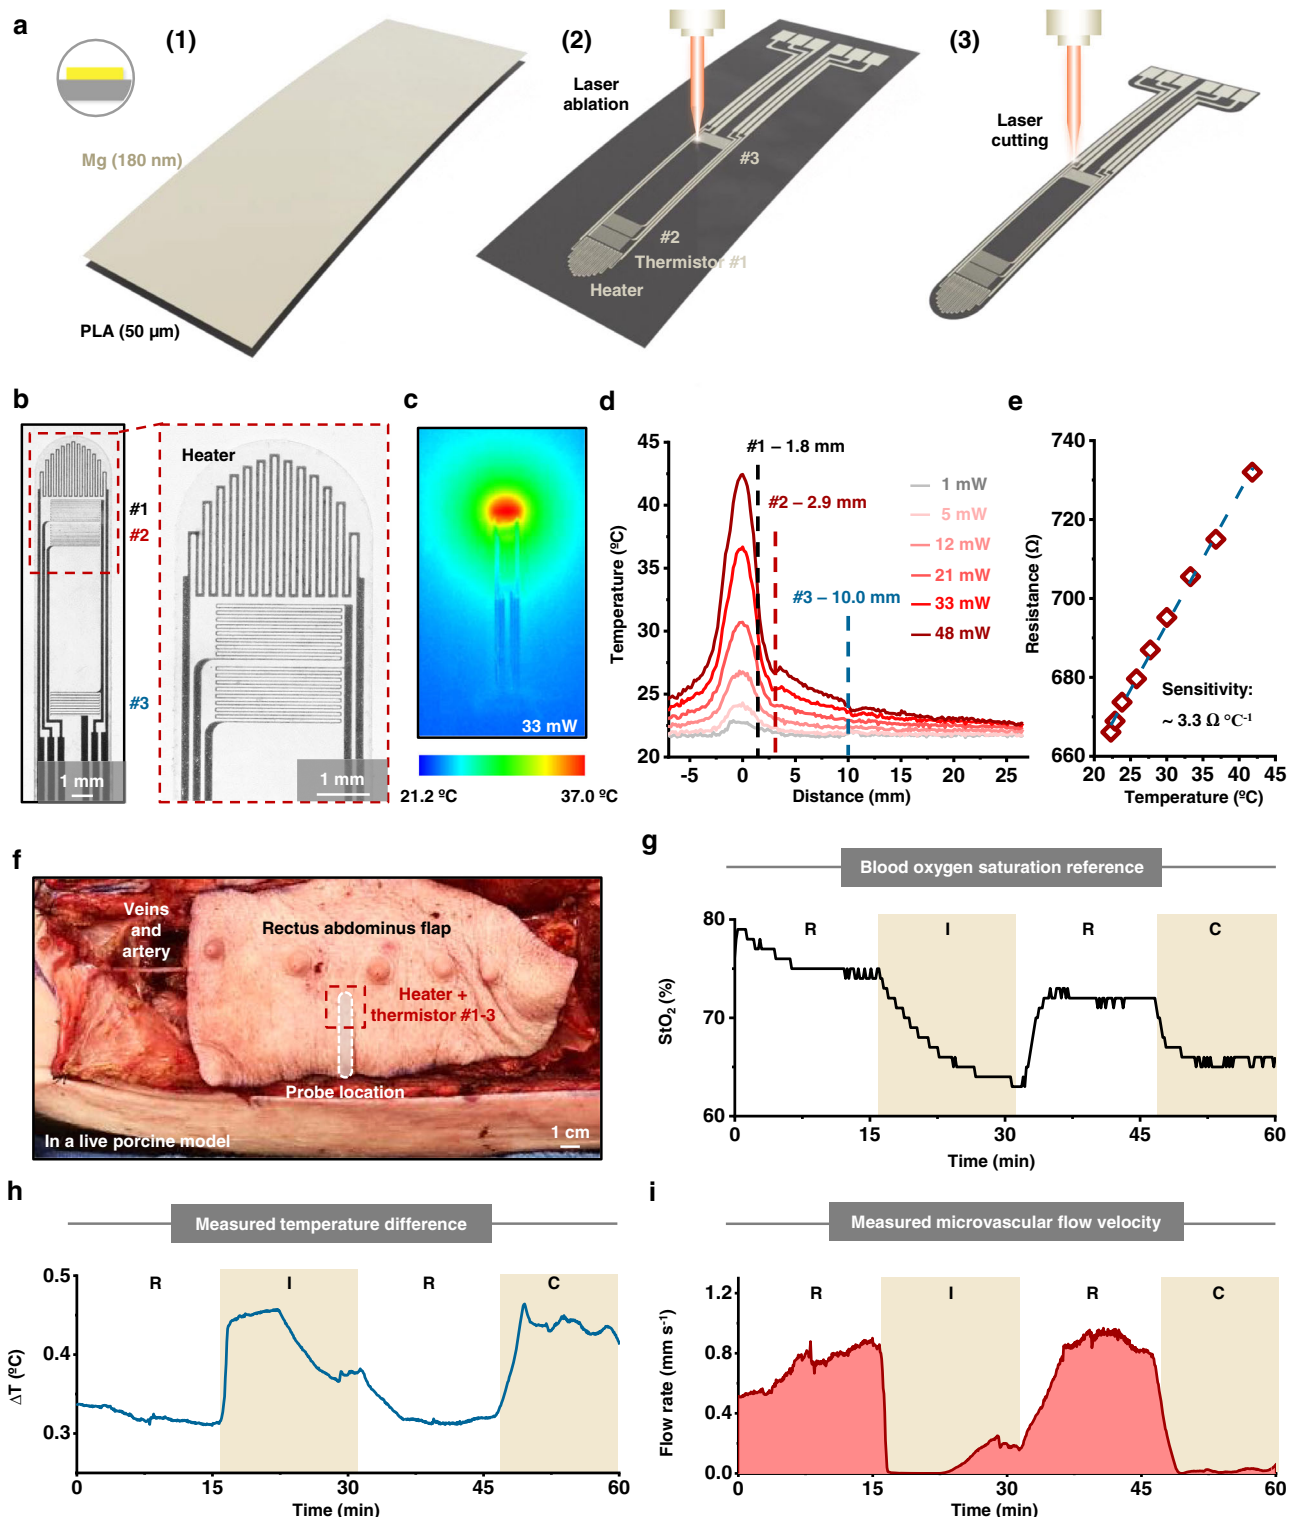 a
(1)
(2)
(3)
Mg (180 nm)
PLA (50 µm)
Laser
ablation
#3
#2
Thermistor #1
Heater
Laser
cutting
b
#1
#2
#3
1 mm
Heater
1 mm
c
33 mW
21.2 ºC
37.0 ºC
d
45
40
35
30
25
20
Temperature (ºC)
-5
0
5
10
15
20
25
Distance (mm)
#1 – 1.8 mm
#2 – 2.9 mm
#3 – 10.0 mm
1 mW
5 mW
12 mW
21 mW
33 mW
48 mW
e
740
720
700
680
660
Resistance (Ω)
20
25
30
35
40
45
Temperature (ºC)
Sensitivity:
~ 3.3 Ω °C⁻¹
f
Veins
and
artery
Rectus abdominus flap
Heater +
thermistor #1-3
Probe location
In a live porcine model
1 cm
g
Blood oxygen saturation reference
80
70
60
StO₂ (%)
R
I
R
C
0
15
30
45
60
Time (min)
h
Measured temperature difference
0.5
0.4
0.3
ΔT (ºC)
R
I
R
C
0
15
30
45
60
Time (min)
i
Measured microvascular flow velocity
1.2
0.8
0.4
0.0
Flow rate (mm s⁻¹)
R
I
R
C
0
15
30
45
60
Time (min)